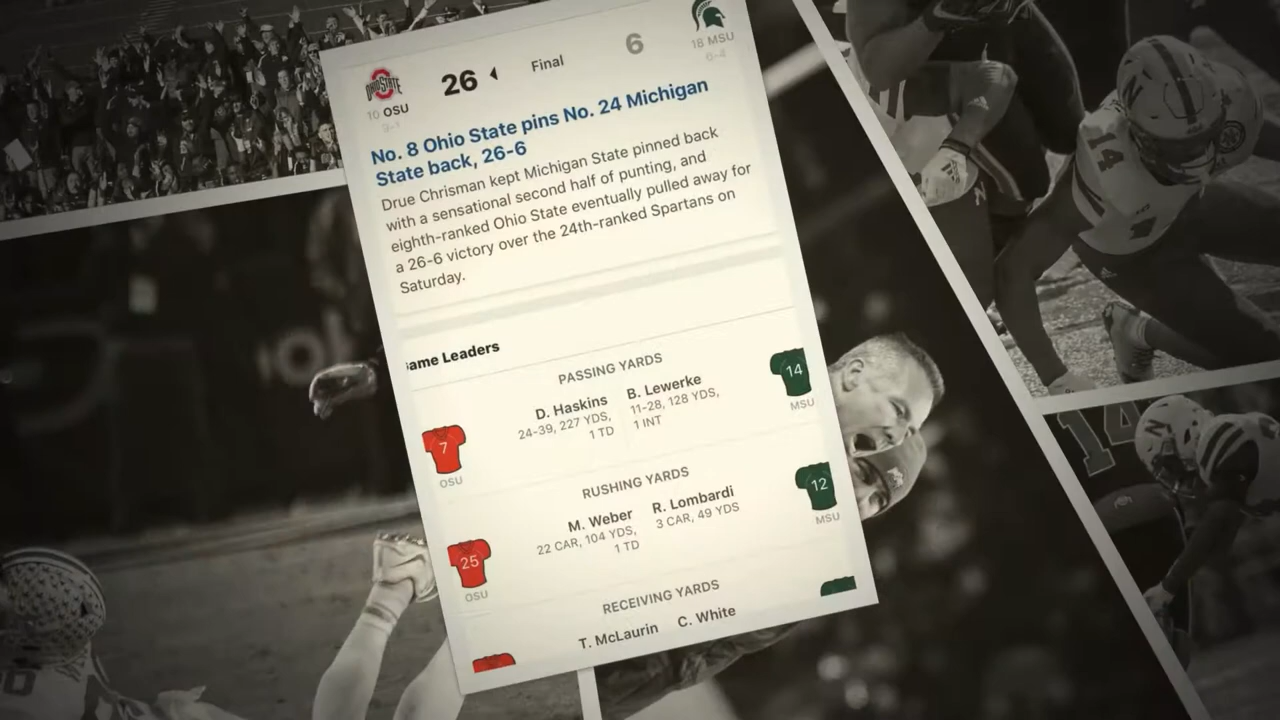 26
Final
6
OHIO STATE
10 OSU
9-1
18 MSU
6-4
No. 8 Ohio State pins No. 24 Michigan
State back, 26-6
Drue Chrisman kept Michigan State pinned back
with a sensational second half of punting, and
eighth-ranked Ohio State eventually pulled away for
a 26-6 victory over the 24th-ranked Spartans on
Saturday.
ame Leaders
PASSING YARDS
D. Haskins
B. Lewerke
24-39, 227 YDS,
1 TD
11-28, 128 YDS,
1 INT
7
OSU
14
MSU
RUSHING YARDS
M. Weber
R. Lombardi
22 CAR, 104 YDS,
1 TD
3 CAR, 49 YDS
25
OSU
12
MSU
RECEIVING YARDS
T. McLaurin
C. White
N
14
N
14